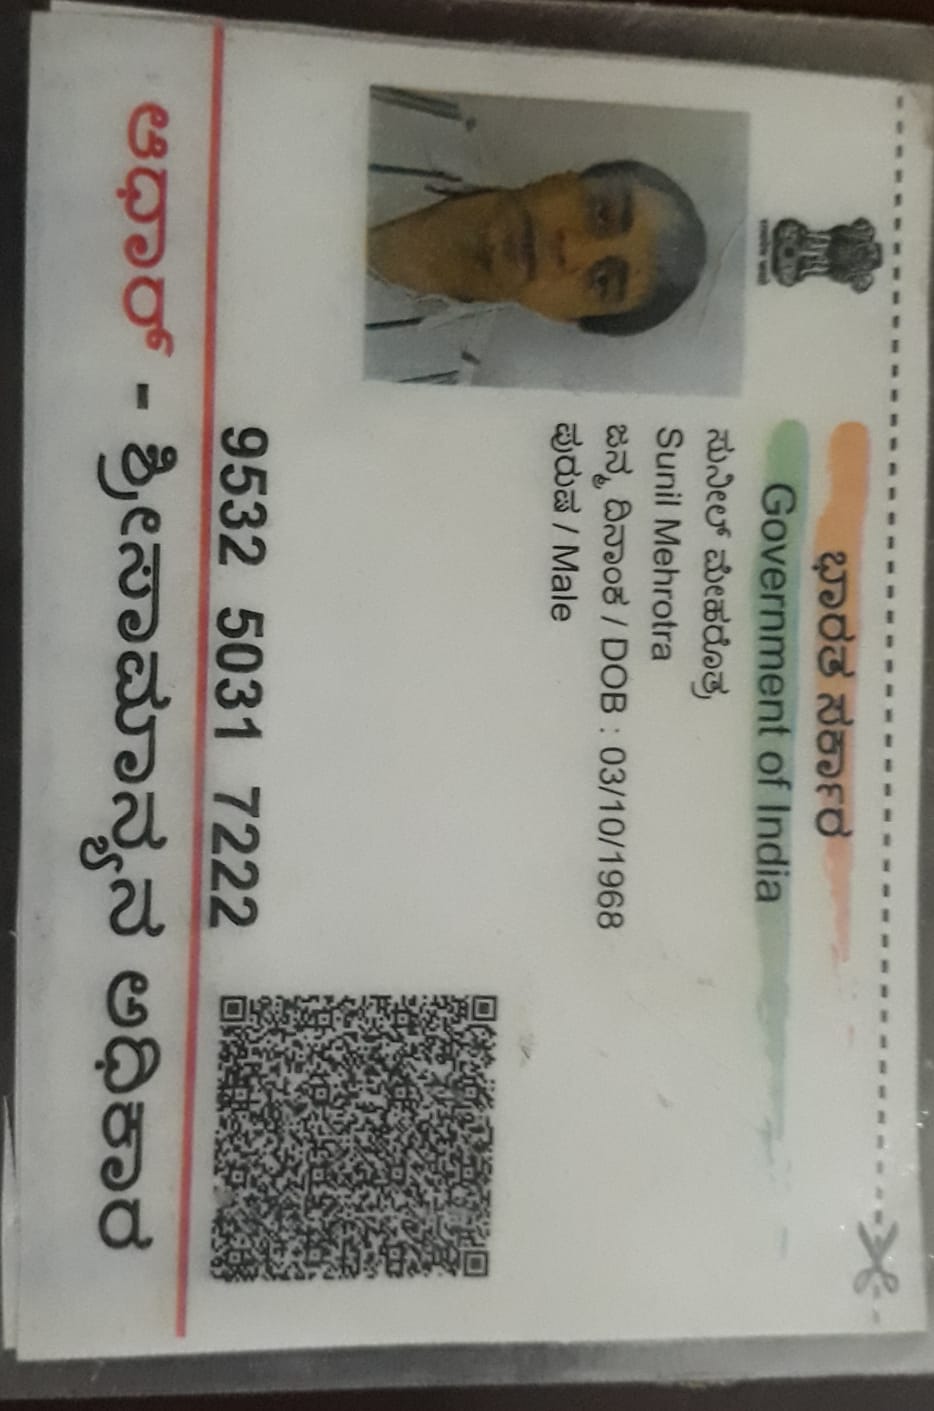 ಭಾರತ ಸರ್ಕಾರ
Government of India
ಸುನೀಲ್ ಮೇಹರೋತ್ರ
Sunil Mehrotra
ಜನ್ಮ ದಿನಾಂಕ / DOB : 03/10/1968
ಪುರುಷ / Male
9532 5031 7222
ಆಧಾರ್ - ಶ್ರೀಸಾಮಾನ್ಯನ ಅಧಿಕಾರ